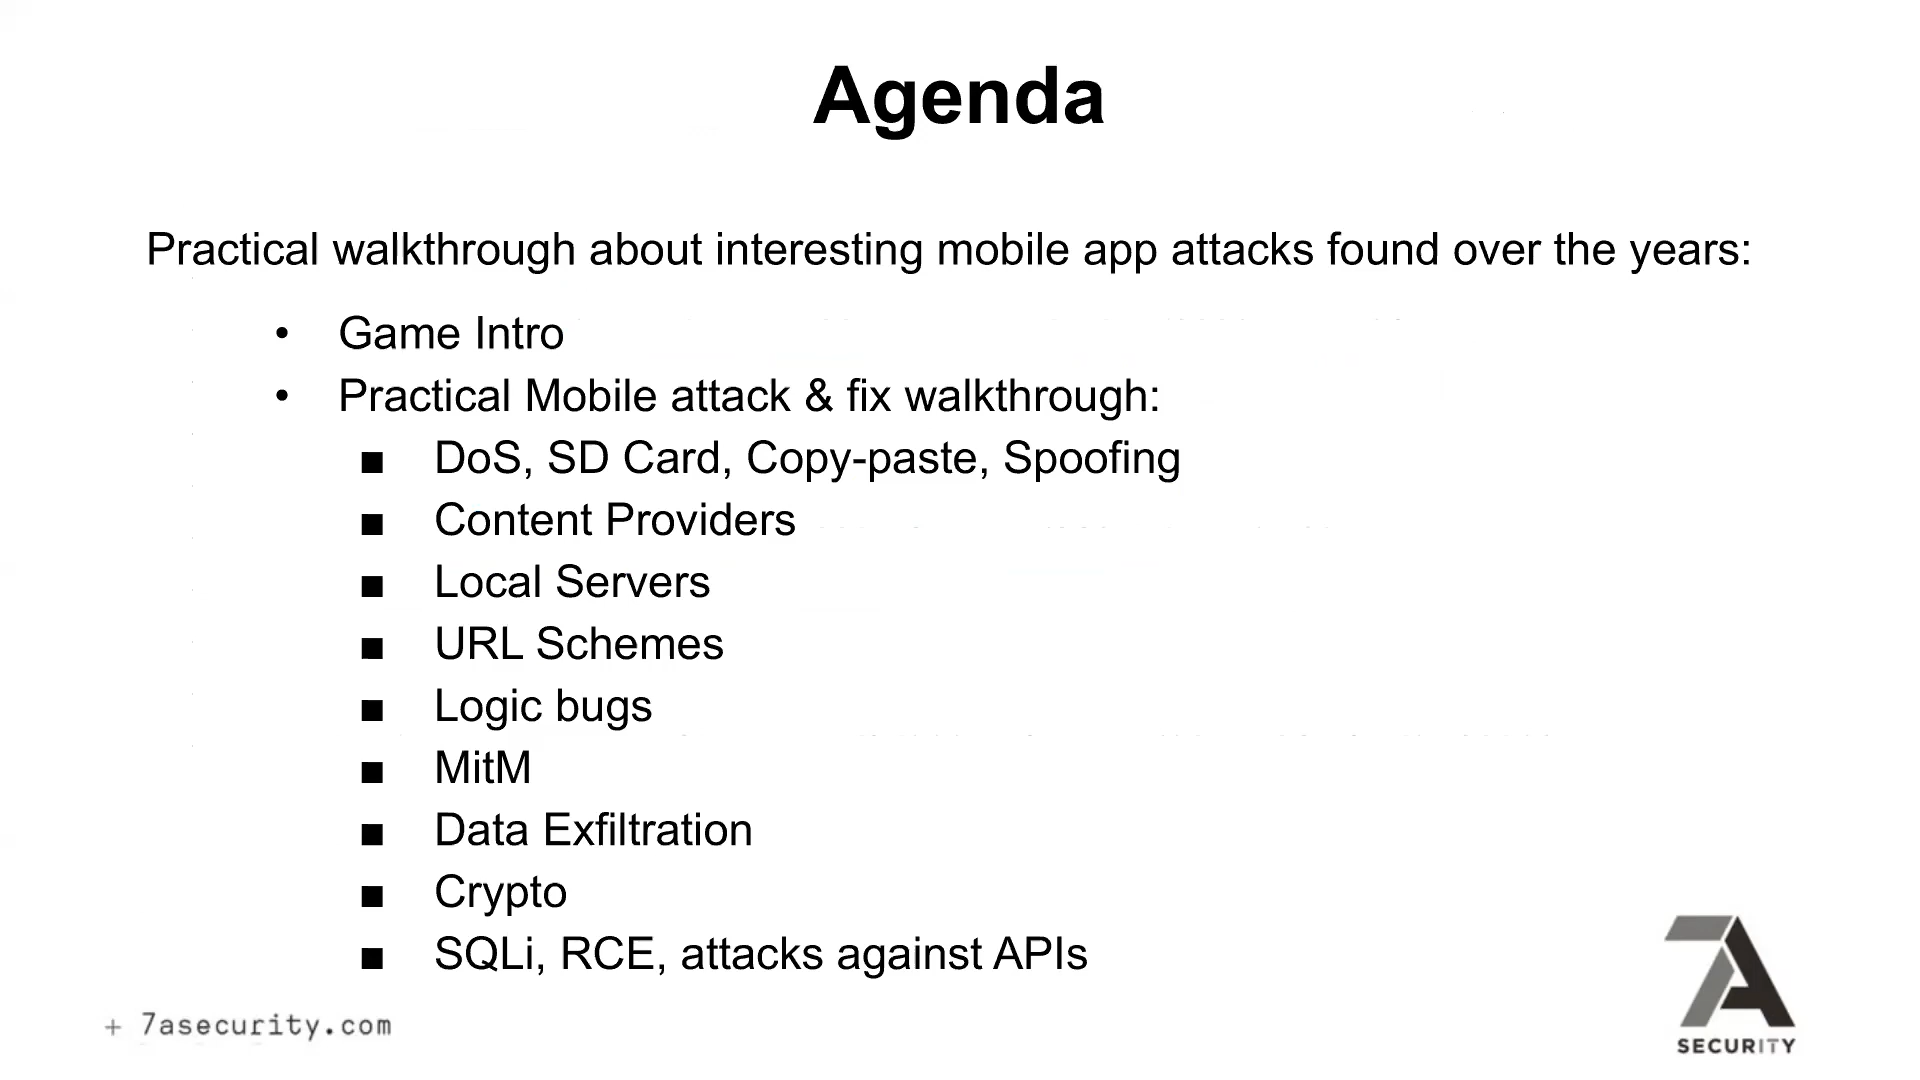 Agenda
Practical walkthrough about interesting mobile app attacks found over the years:
• Game Intro
• Practical Mobile attack & fix walkthrough:
■ DoS, SD Card, Copy-paste, Spoofing
■ Content Providers
■ Local Servers
■ URL Schemes
■ Logic bugs
■ MitM
■ Data Exfiltration
■ Crypto
■ SQLi, RCE, attacks against APIs
+ 7asecurity.com
7A
SECURITY